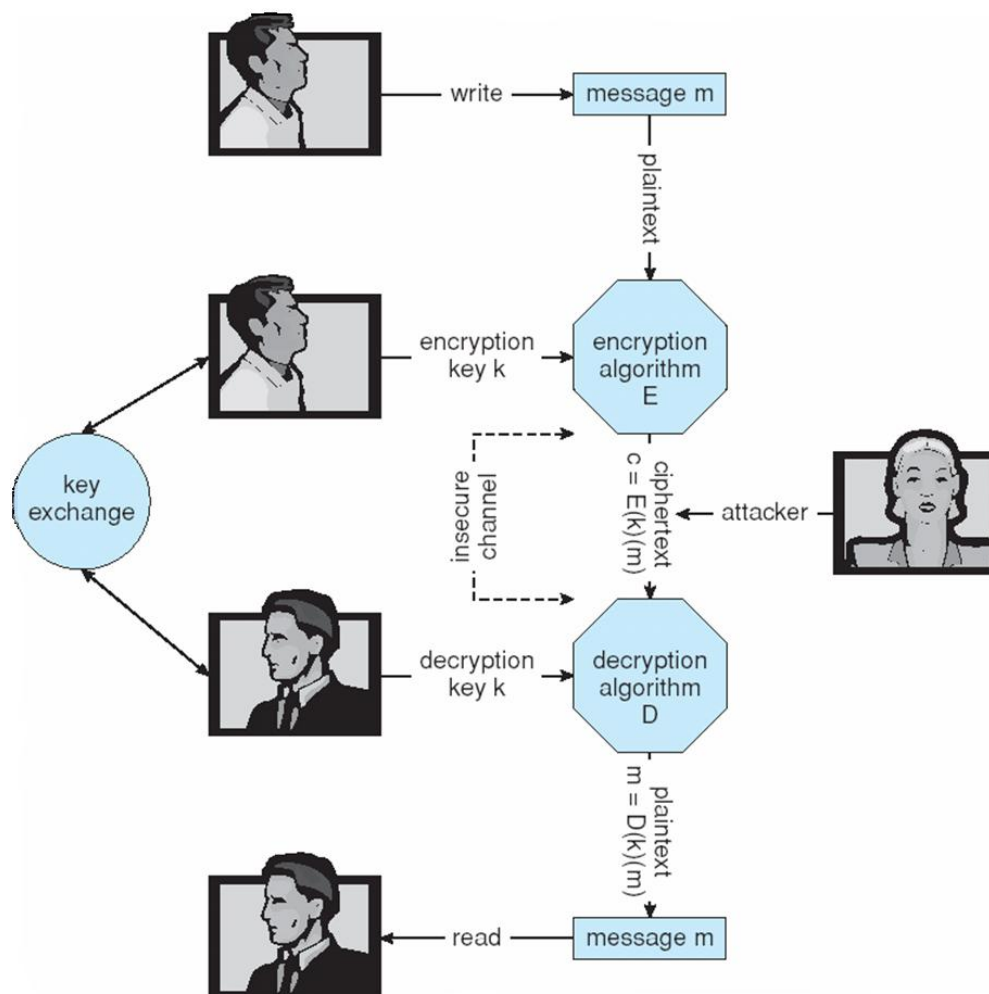 write
message m
plaintext
encryption
key k
encryption
algorithm
E
key
exchange
insecure
channel
ciphertext
c = E(k)(m)
attacker
decryption
key k
decryption
algorithm
D
plaintext
m = D(k)(m)
read
message m